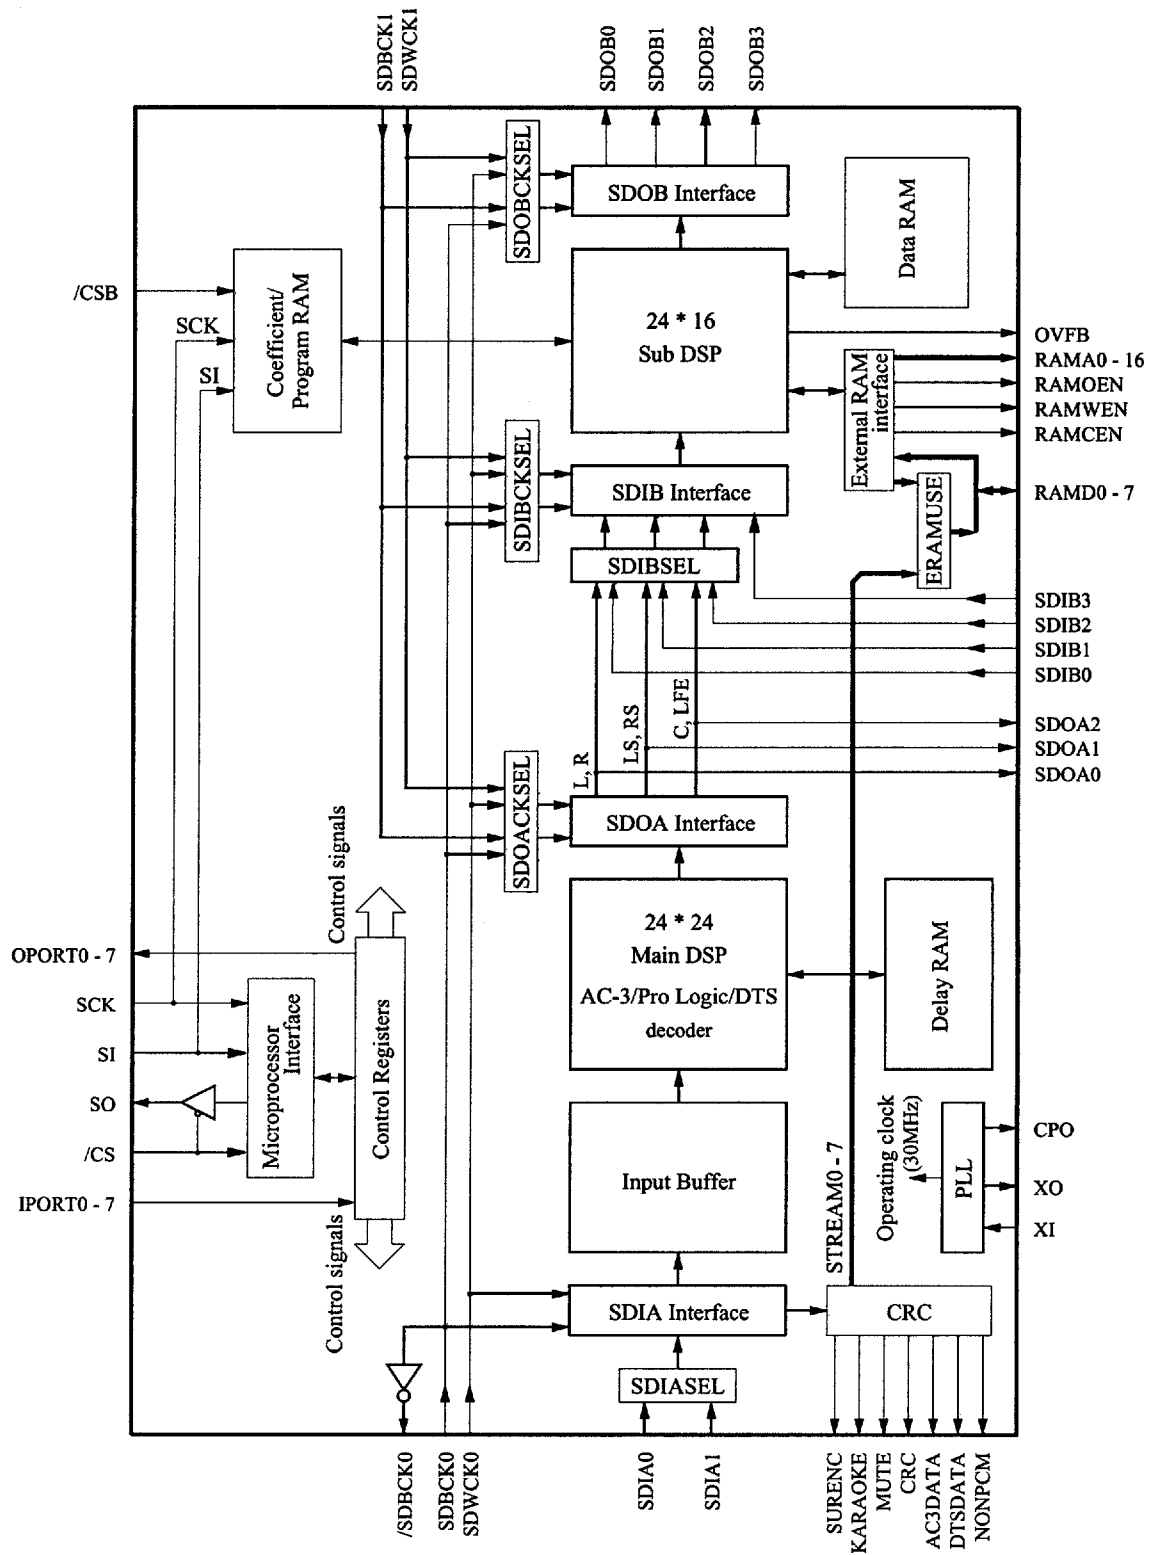 SDBCK1
SDWCK1
SDOB0
SDOB1
SDOB2
SDOB3
SDOBCKSEL
SDOB Interface
Data RAM
/CSB
SCK
SI
Coefficient/
Program RAM
24 * 16
Sub DSP
OVFB
RAMA0 - 16
RAMOEN
RAMWEN
RAMCEN
External RAM
interface
SDIBCKSEL
SDIB Interface
RAMD0 - 7
ERAMUSE
SDIBSEL
SDIB3
SDIB2
SDIB1
SDIB0
L, R
LS, RS
C, LFE
SDOA2
SDOA1
SDOA0
SDOACKSEL
SDOA Interface
Control signals
24 * 24
Main DSP
AC-3/Pro Logic/DTS
decoder
Delay RAM
OPORT0 - 7
SCK
SI
SO
/CS
IPORT0 - 7
Microprocessor
Interface
Control Registers
Control signals
Input Buffer
STREAM0 - 7
Operating clock
(30MHz)
PLL
CPO
XO
XI
SDIA Interface
CRC
SDIASEL
/SDBCK0
SDBCK0
SDWCK0
SDIA0
SDIA1
SURENC
KARAOKE
MUTE
CRC
AC3DATA
DTSDATA
NONPCM